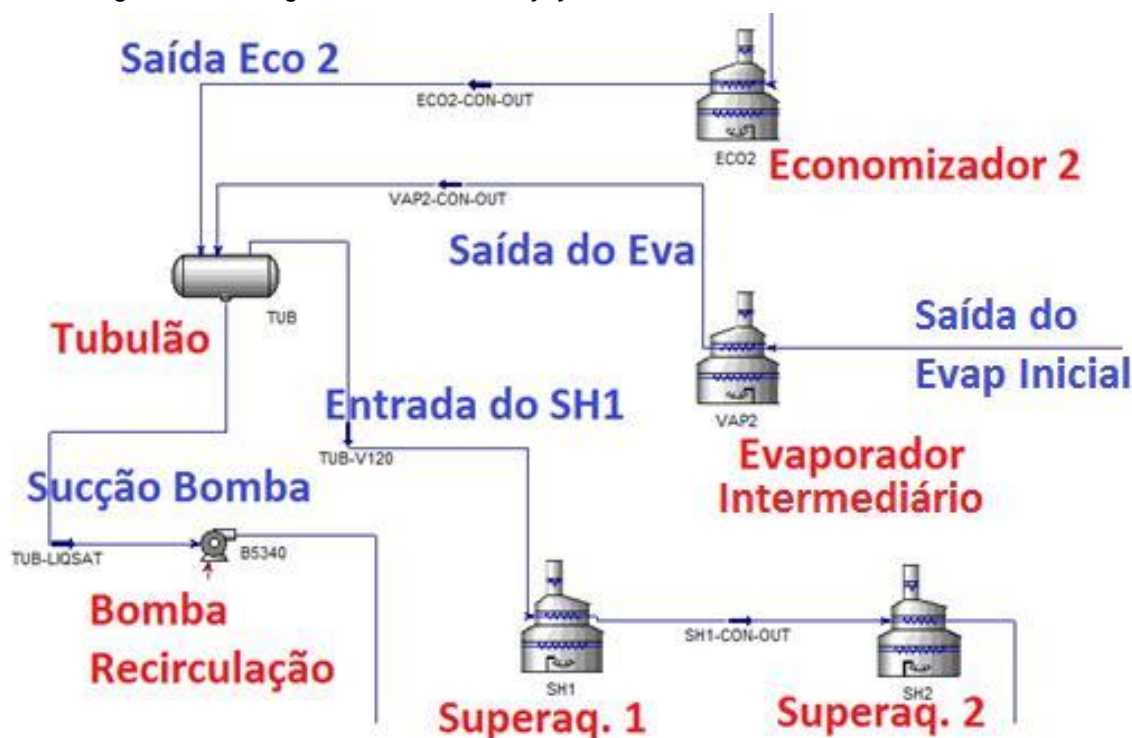 Saída Eco 2
ECO2-CON-OUT
ECO2
Economizador 2
VAP2-CON-OUT
Saída do Eva
TUB
Tubulão
Saída do
Evap Inicial
VAP2
Entrada do SH1
TUB-V120
Evaporador
Intermediário
Sucção Bomba
TUB-LIQSAT
B5340
Bomba
Recirculação
SH1-CON-OUT
SH1
SH2
Superaq. 1
Superaq. 2